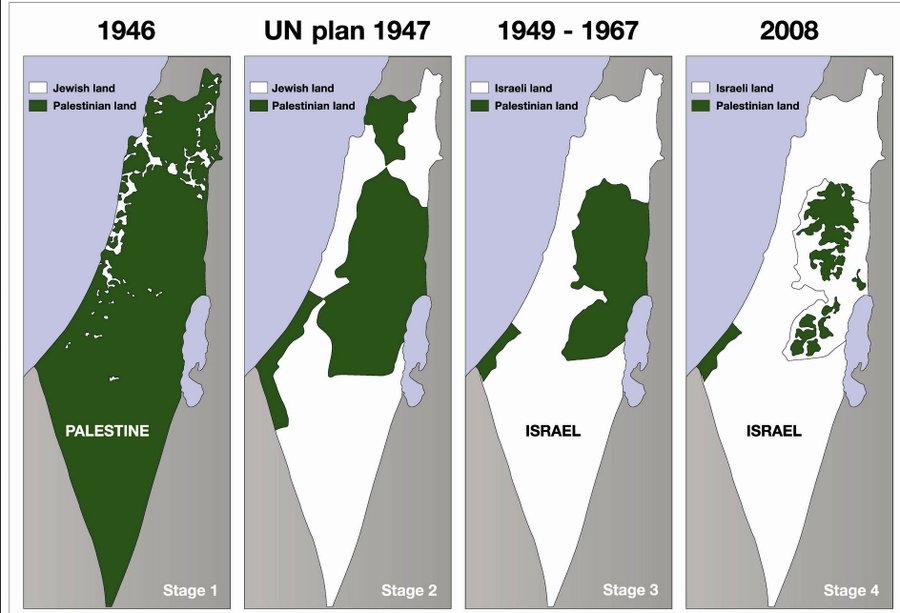 1946
Jewish land
Palestinian land
PALESTINE
Stage 1
UN plan 1947
Jewish land
Palestinian land
Stage 2
1949 - 1967
Israeli land
Palestinian land
ISRAEL
Stage 3
2008
Israeli land
Palestinian land
ISRAEL
Stage 4